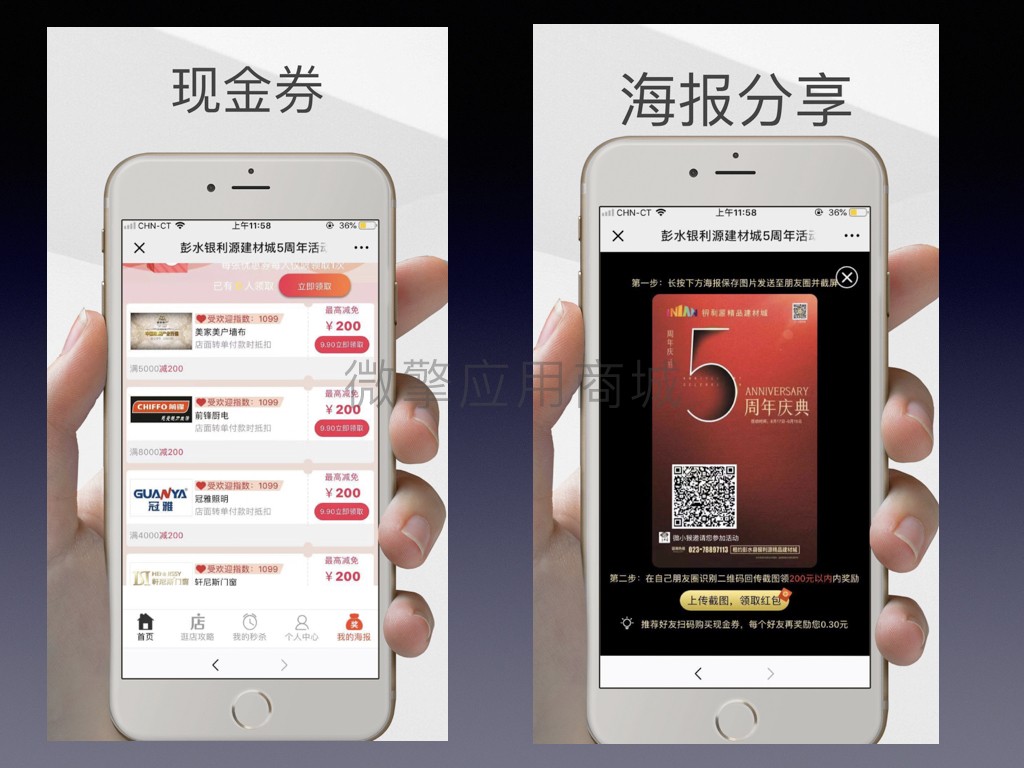 现金券
CHN-CT
上午11:58
36%
彭水银利源建材城5周年活
立即领取
受欢迎指数：1099
最高减免
美家美户墙布
￥200
店面转单付款时抵扣
9.90立即领取
满5000减200
CHIFFO 前锋
受欢迎指数：1099
最高减免
前锋厨电
￥200
店面转单付款时抵扣
9.90立即领取
满8000减200
GUANYA
冠雅
受欢迎指数：1099
最高减免
冠雅照明
￥200
店面转单付款时抵扣
9.90立即领取
满4000减200
受欢迎指数：1099
最高减免
轩尼斯门窗
￥200
首页
逛店攻略
我的秒杀
个人中心
我的海报
微擎应用商城
海报分享
CHN-CT
上午11:58
36%
彭水银利源建材城5周年活
第一步：长按下方海报保存图片发送至朋友圈并截屏
银利源精品建材城
周年庆
5
ANNIVERSARY
周年庆典
微小猴邀请您参加活动
023-78897113
第二步：在自己朋友圈识别二维码回传截图领200元以内内奖励
上传截图，领取红包
推荐好友扫码购买现金券，每个好友再奖励您0.30元